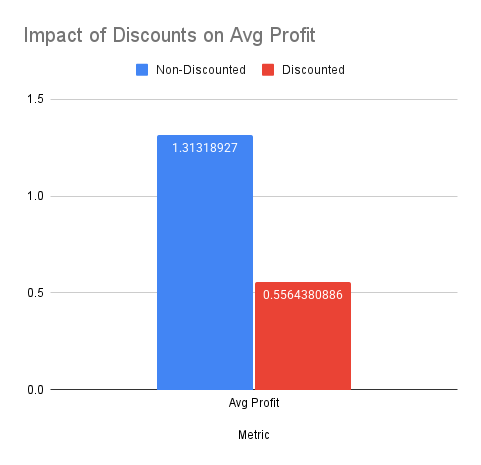 Impact of Discounts on Avg Profit
Non-Discounted Discounted
1.5
1.31318927
1.0
0.5
0.5564380886
0.0
Avg Profit
Metric